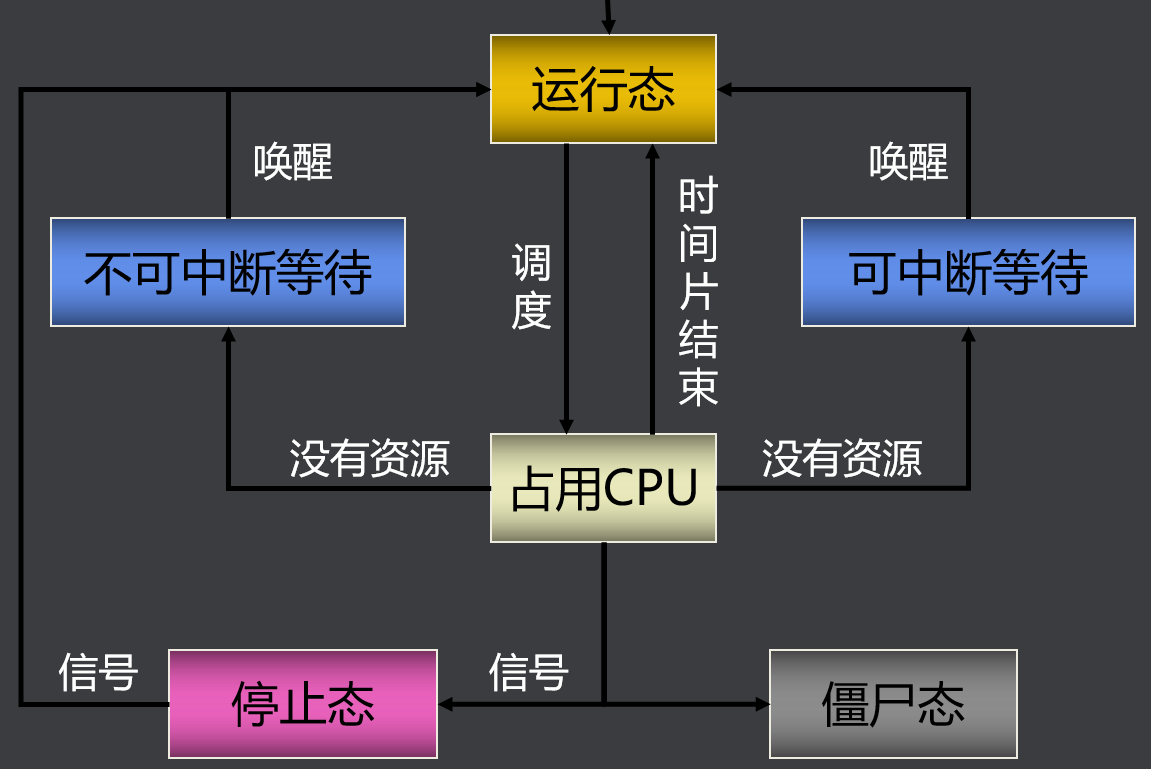 运行态
唤醒
唤醒
时间片结束
调度
不可中断等待
可中断等待
没有资源
没有资源
占用CPU
信号
信号
停止态
僵尸态